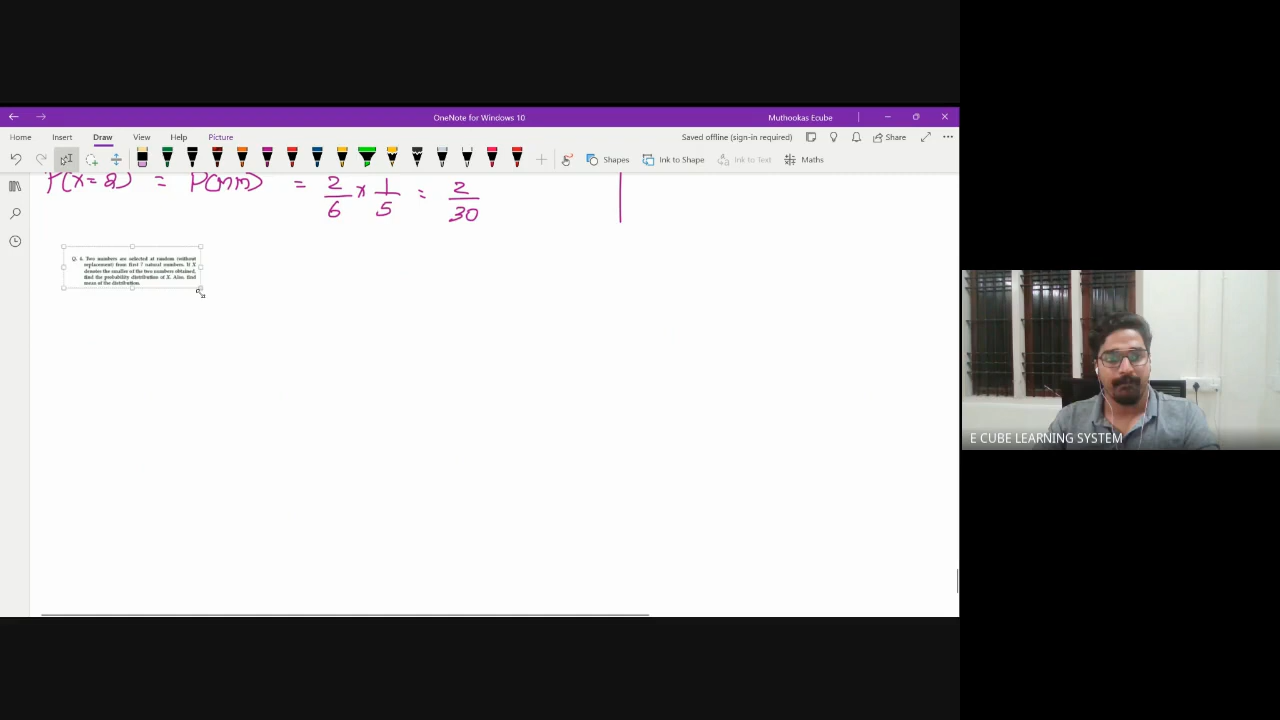 OneNote for Windows 10
Muthookas Ecube
Home Insert Draw View Help Picture
Saved offline (sign-in required) Share
Shapes Ink to Shape Ink to Text Maths
P(X=2) = P(nn) = 2/6 x 1/5 = 2/30
Q. 6. Two numbers are selected at random (without
replacement) from first 7 natural numbers. If X
denotes the smaller of the two numbers obtained,
find the probability distribution of X. Also, find
mean of the distribution.
E CUBE LEARNING SYSTEM